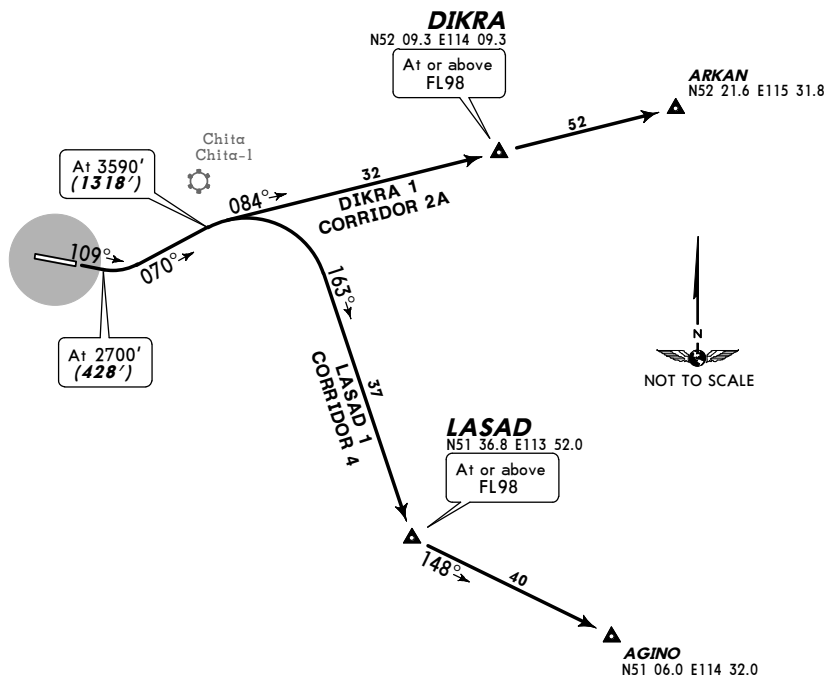 DIKRA
N52 09.3 E114 09.3
At or above
FL98
ARKAN
N52 21.6 E115 31.8
52
Chita
Chita-1
At 3590'
(1318')
32
084°
DIKRA 1
CORRIDOR 2A
109°
070°
163°
At 2700'
(428')
N
NOT TO SCALE
37
LASAD 1
CORRIDOR 4
LASAD
N51 36.8 E113 52.0
At or above
FL98
148°
40
AGINO
N51 06.0 E114 32.0